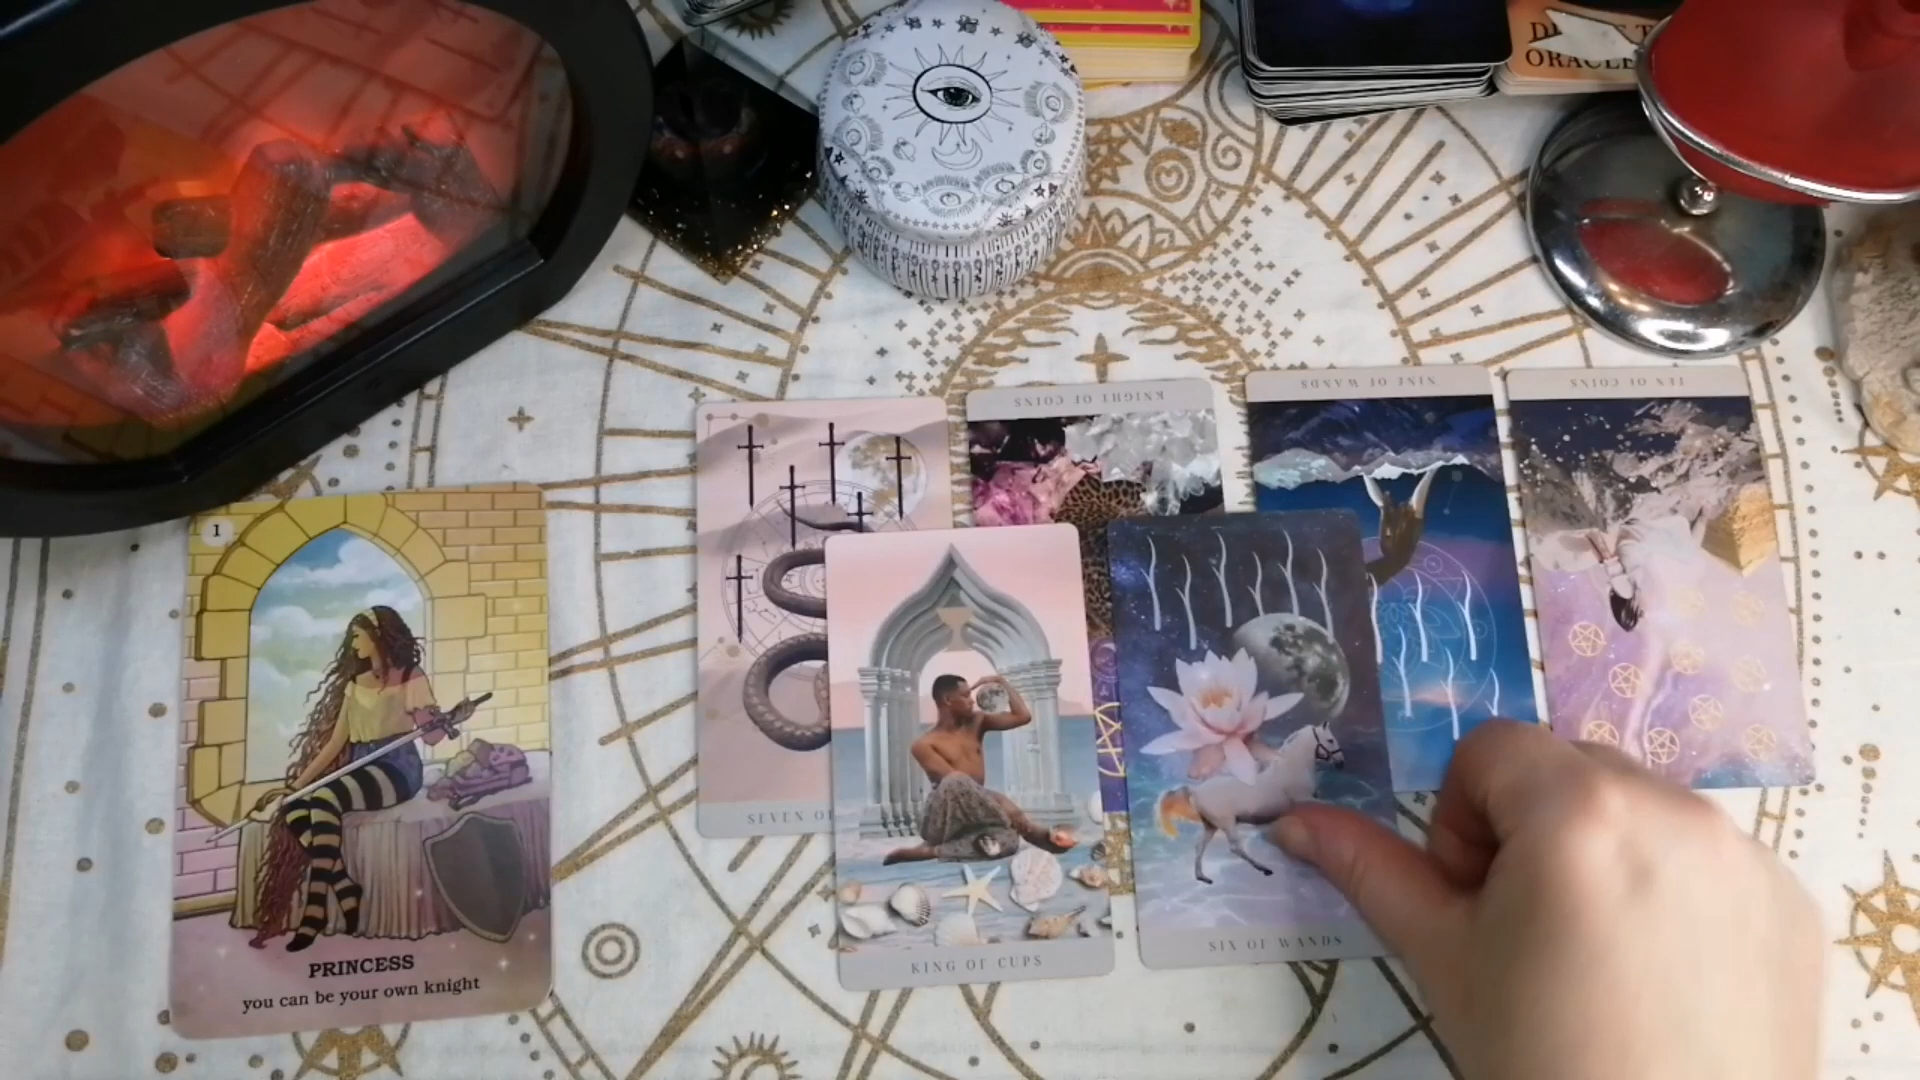 ORACLE
KNIGHT OF COINS
NINE OF WANDS
TEN OF COINS
1
SEVEN OF
KING OF CUPS
SIX OF WANDS
PRINCESS
you can be your own knight